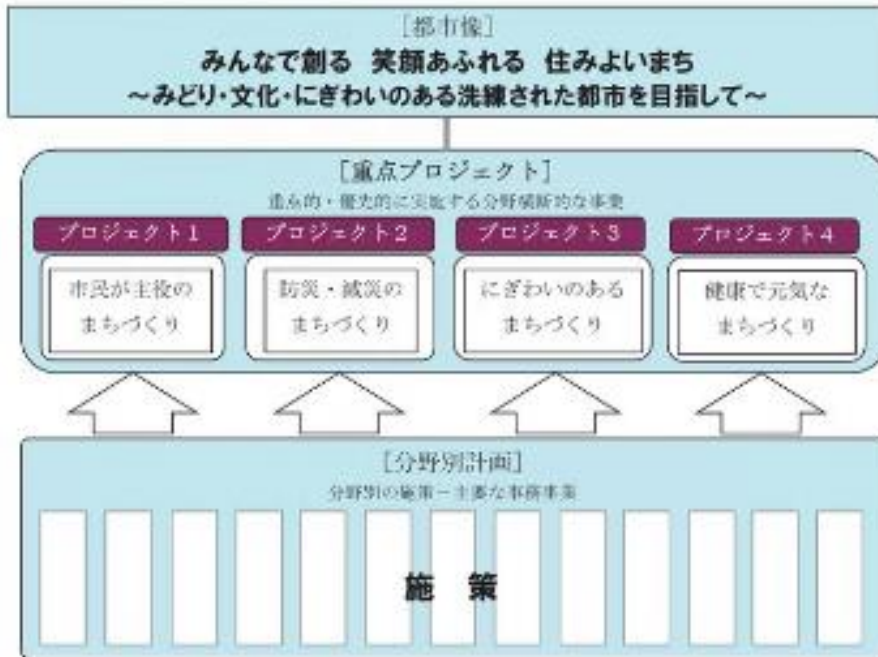 ［都市像］
みんなで創る 笑顔あふれる 住みよいまち
～みどり・文化・にぎわいのある洗練された都市を目指して～
［重点プロジェクト］
重点的・優先的に実施する分野横断的な事業
プロジェクト1
プロジェクト2
プロジェクト3
プロジェクト4
市民が主役の
まちづくり
防災・減災の
まちづくり
にぎわいのある
まちづくり
健康で元気な
まちづくり
［分野別計画］
分野別の施策－主要な事務事業
施 策